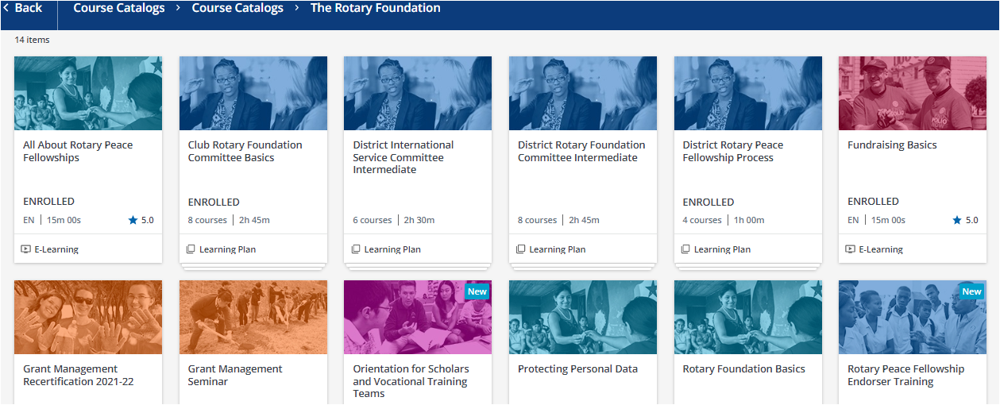 Back Course Catalogs > Course Catalogs > The Rotary Foundation
14 items
All About Rotary Peace
Fellowships
ENROLLED
EN | 15m 00s 5.0
E-Learning
Club Rotary Foundation
Committee Basics
ENROLLED
8 courses | 2h 45m
Learning Plan
District International
Service Committee
Intermediate
6 courses | 2h 30m
Learning Plan
District Rotary Foundation
Committee Intermediate
8 courses | 2h 45m
Learning Plan
District Rotary Peace
Fellowship Process
ENROLLED
4 courses | 1h 00m
Learning Plan
Fundraising Basics
ENROLLED
EN | 15m 00s 5.0
E-Learning
Grant Management
Recertification 2021-22
Grant Management
Seminar
New
Orientation for Scholars
and Vocational Training
Teams
Protecting Personal Data
Rotary Foundation Basics
New
Rotary Peace Fellowship
Endorser Training